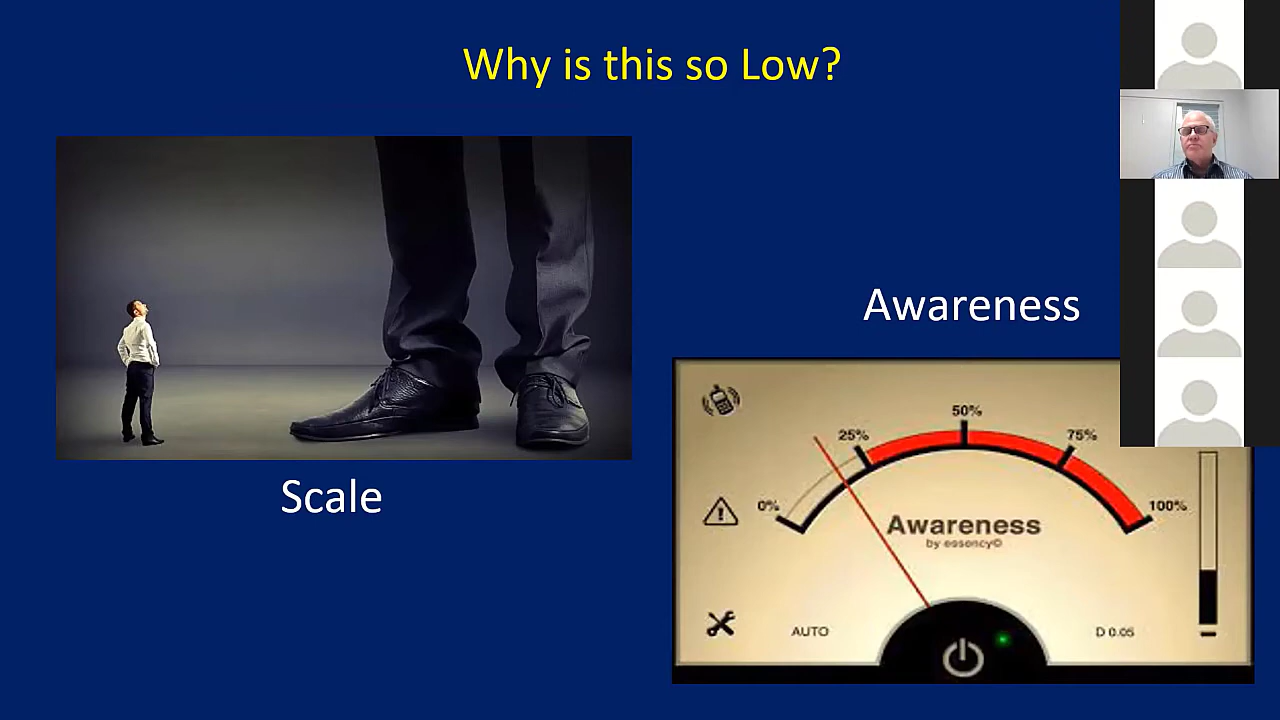 Why is this so Low?
Scale
Awareness
0%
25%
50%
75%
100%
Awareness
by essency©
AUTO
D 0.05